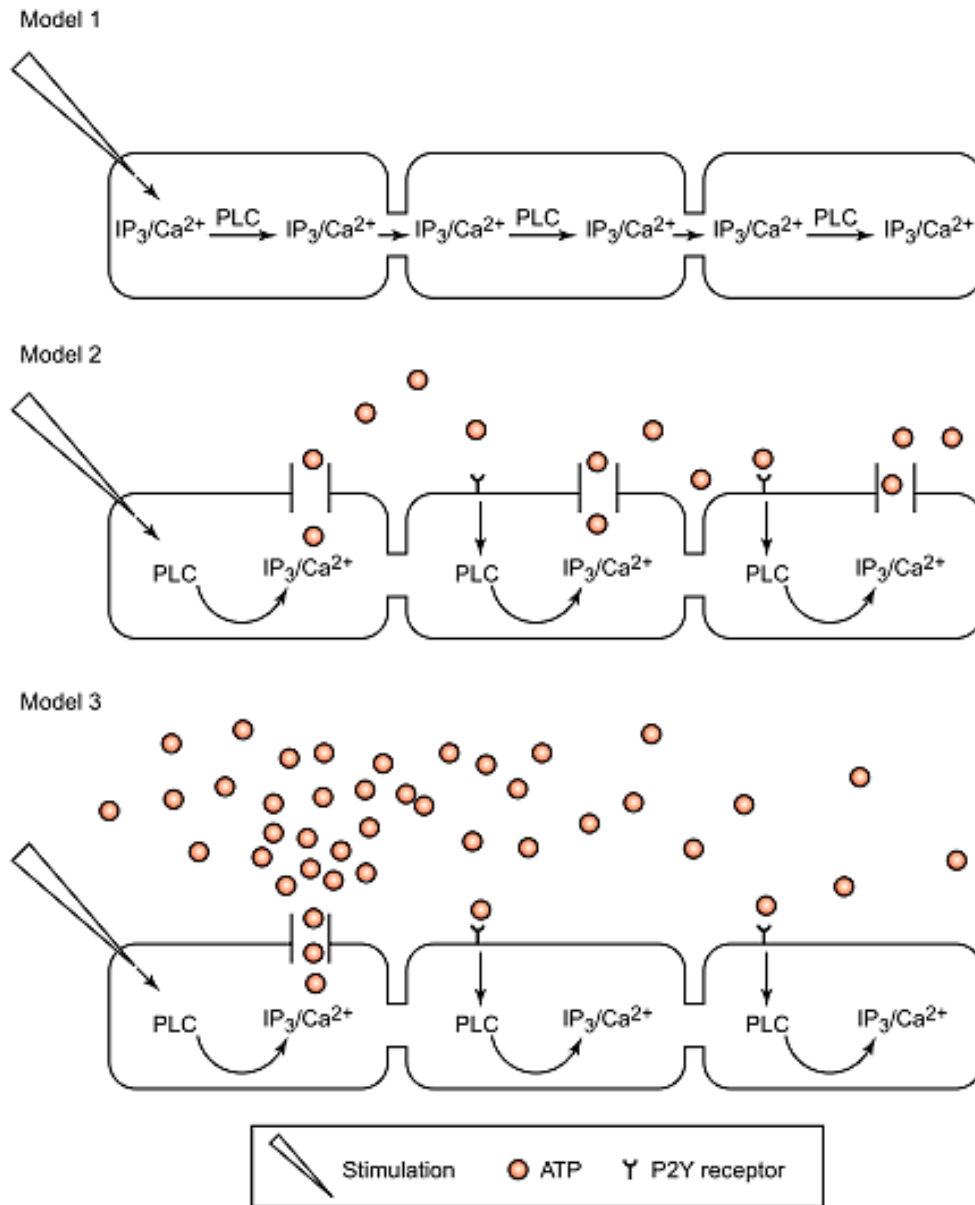 Model 1
IP₃/Ca²⁺ PLC IP₃/Ca²⁺ IP₃/Ca²⁺ PLC IP₃/Ca²⁺ IP₃/Ca²⁺ PLC IP₃/Ca²⁺
Model 2
PLC IP₃/Ca²⁺ PLC IP₃/Ca²⁺ PLC IP₃/Ca²⁺
Model 3
PLC IP₃/Ca²⁺ PLC IP₃/Ca²⁺ PLC IP₃/Ca²⁺
Stimulation ATP P2Y receptor